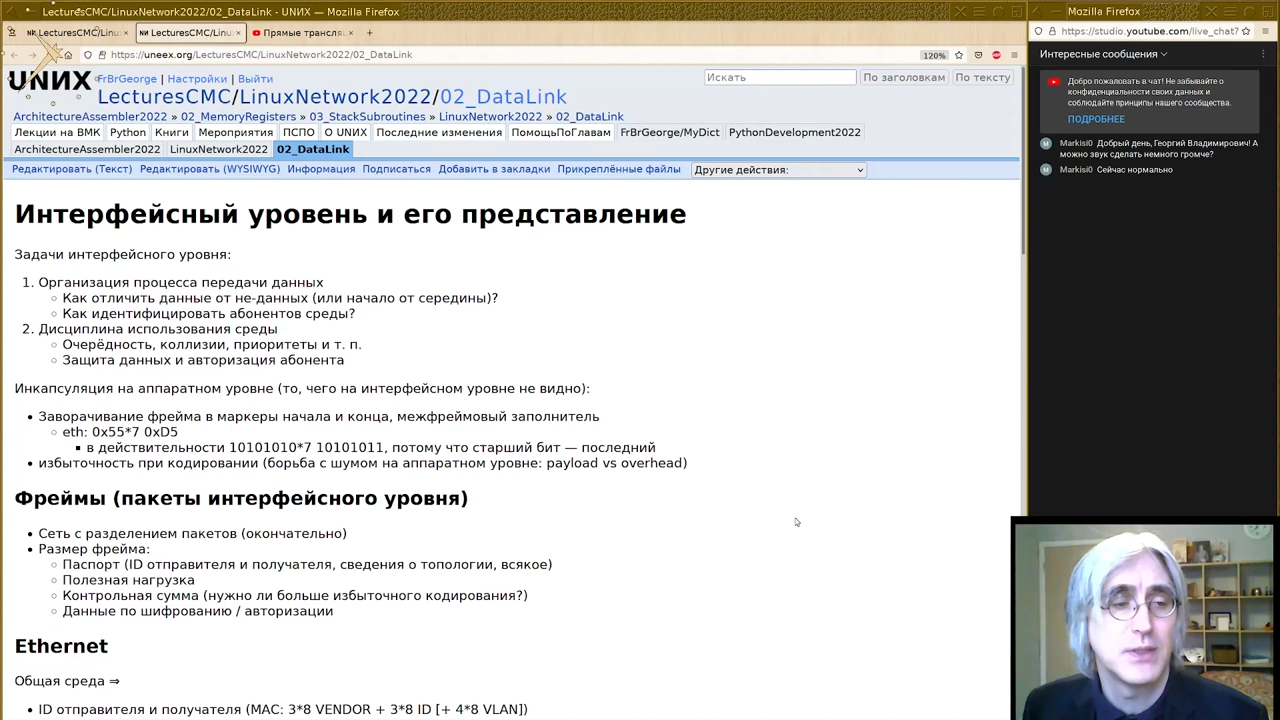 LecturesCMC/LinuxNetwork2022/02_DataLink - UNИX — Mozilla Firefox
LecturesCMC/Linux
LecturesCMC/LinuxN
Прямые трансляц
https://uneex.org/LecturesCMC/LinuxNetwork2022/02_DataLink
120%
UNИX
FrBrGeorge | Настройки | Выйти
Искать
По заголовкам
По тексту
LecturesCMC/LinuxNetwork2022/02_DataLink
ArchitectureAssembler2022 » 02_MemoryRegisters » 03_StackSubroutines » LinuxNetwork2022 » 02_DataLink
Лекции на ВМК Python Книги Мероприятия ПСПО О UNIX Последние изменения ПомощьПоГлавам FrBrGeorge/MyDict PythonDevelopment2022
ArchitectureAssembler2022 LinuxNetwork2022 02_DataLink
Редактировать (Текст) Редактировать (WYSIWYG) Информация Подписаться Добавить в закладки Прикреплённые файлы Другие действия:
Интерфейсный уровень и его представление
Задачи интерфейсного уровня:
1. Организация процесса передачи данных
Как отличить данные от не-данных (или начало от середины)?
Как идентифицировать абонентов среды?
2. Дисциплина использования среды
Очерёдность, коллизии, приоритеты и т. п.
Защита данных и авторизация абонента
Инкапсуляция на аппаратном уровне (то, чего на интерфейсном уровне не видно):
• Заворачивание фрейма в маркеры начала и конца, межфреймовый заполнитель
eth: 0x55*7 0xD5
в действительности 10101010*7 10101011, потому что старший бит — последний
• избыточность при кодировании (борьба с шумом на аппаратном уровне: payload vs overhead)
Фреймы (пакеты интерфейсного уровня)
• Сеть с разделением пакетов (окончательно)
• Размер фрейма:
Паспорт (ID отправителя и получателя, сведения о топологии, всякое)
Полезная нагрузка
Контрольная сумма (нужно ли больше избыточного кодирования?)
Данные по шифрованию / авторизации
Ethernet
Общая среда ⇒
• ID отправителя и получателя (MAC: 3*8 VENDOR + 3*8 ID [+ 4*8 VLAN])
Mozilla Firefox
https://studio.youtube.com/live_chat?
Интересные сообщения
Добро пожаловать в чат! Не забывайте о
конфиденциальности своих данных и
соблюдайте принципы нашего сообщества.
ПОДРОБНЕЕ
M Markisi0 Добрый день, Георгий Владимирович! А
можно звук сделать немного громче?
M Markisi0 Сейчас нормально